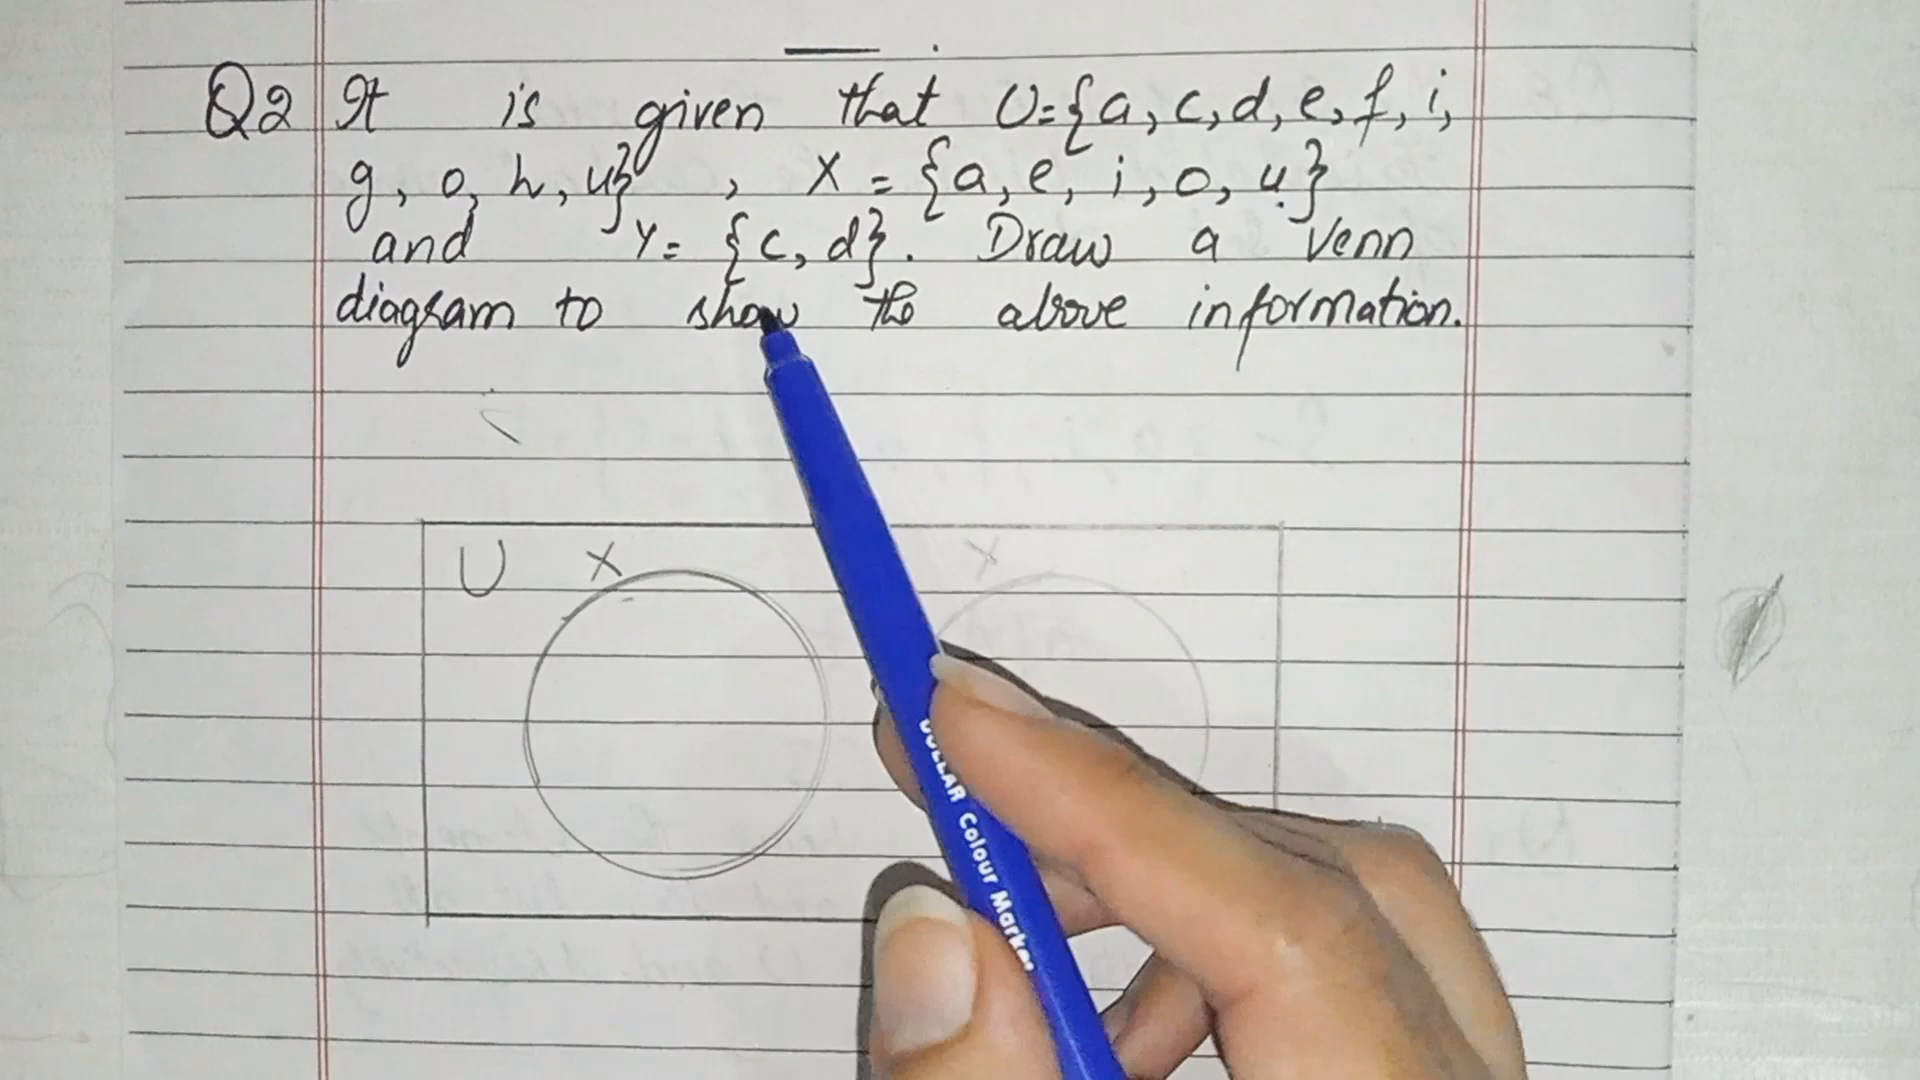 Q2 It is given that U={a, c, d, e, f, i,
g, o, h, u} , X = {a, e, i, o, u}
and Y= {c, d}. Draw a Venn
diagram to show the above information.
U X
DOLLAR Colour Marker